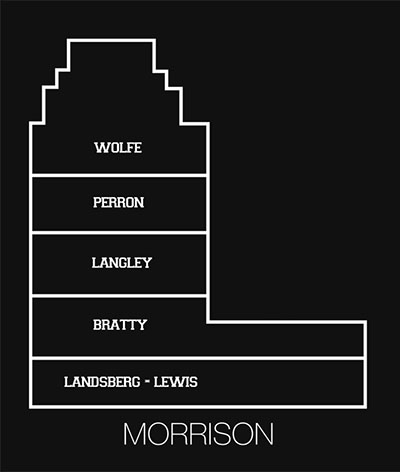 WOLFE
PERRON
LANGLEY
BRATTY
LANDSBERG - LEWIS
MORRISON